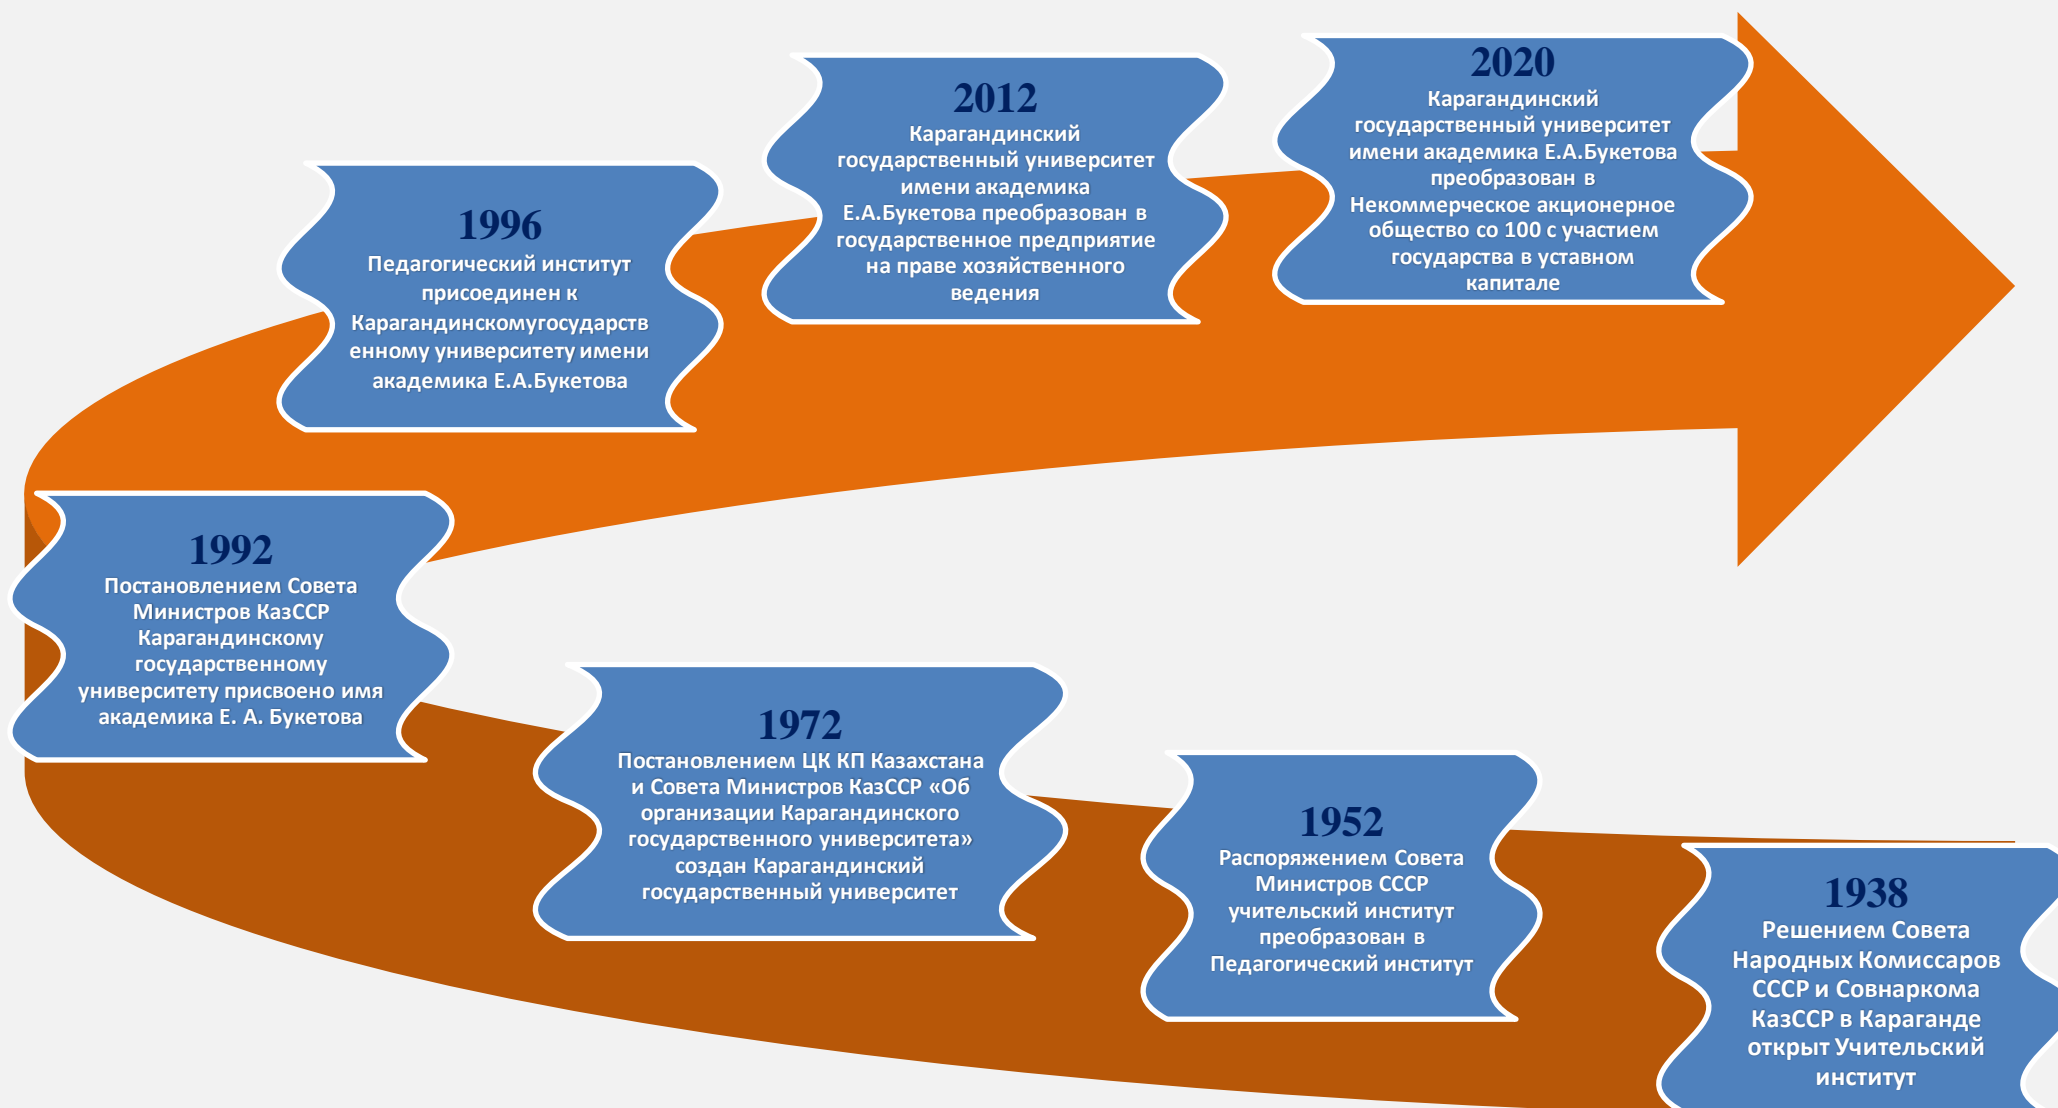 2020
Карагандинский
государственный университет
имени академика Е.А.Букетова
преобразован в
Некоммерческое акционерное
общество со 100 с участием
государства в уставном
капитале
2012
Карагандинский
государственный университет
имени академика
Е.А.Букетова преобразован в
государственное предприятие
на праве хозяйственного
ведения
1996
Педагогический институт
присоединен к
Карагандинскомугосударств
енному университету имени
академика Е.А.Букетова
1992
Постановлением Совета
Министров КазССР
Карагандинскому
государственному
университету присвоено имя
академика Е. А. Букетова
1972
Постановлением ЦК КП Казахстана
и Совета Министров КазССР «Об
организации Карагандинского
государственного университета»
создан Карагандинский
государственный университет
1952
Распоряжением Совета
Министров СССР
учительский институт
преобразован в
Педагогический институт
1938
Решением Совета
Народных Комиссаров
СССР и Совнаркома
КазССР в Караганде
открыт Учительский
институт